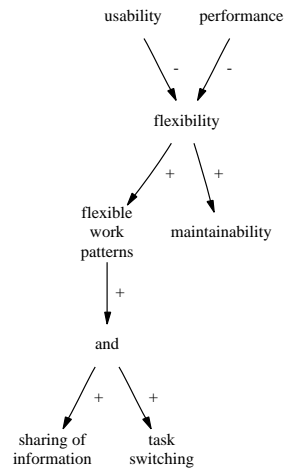 usability performance
- -
flexibility
+ +
flexible
work
patterns
maintainability
+
and
+ +
sharing of
information
task
switching